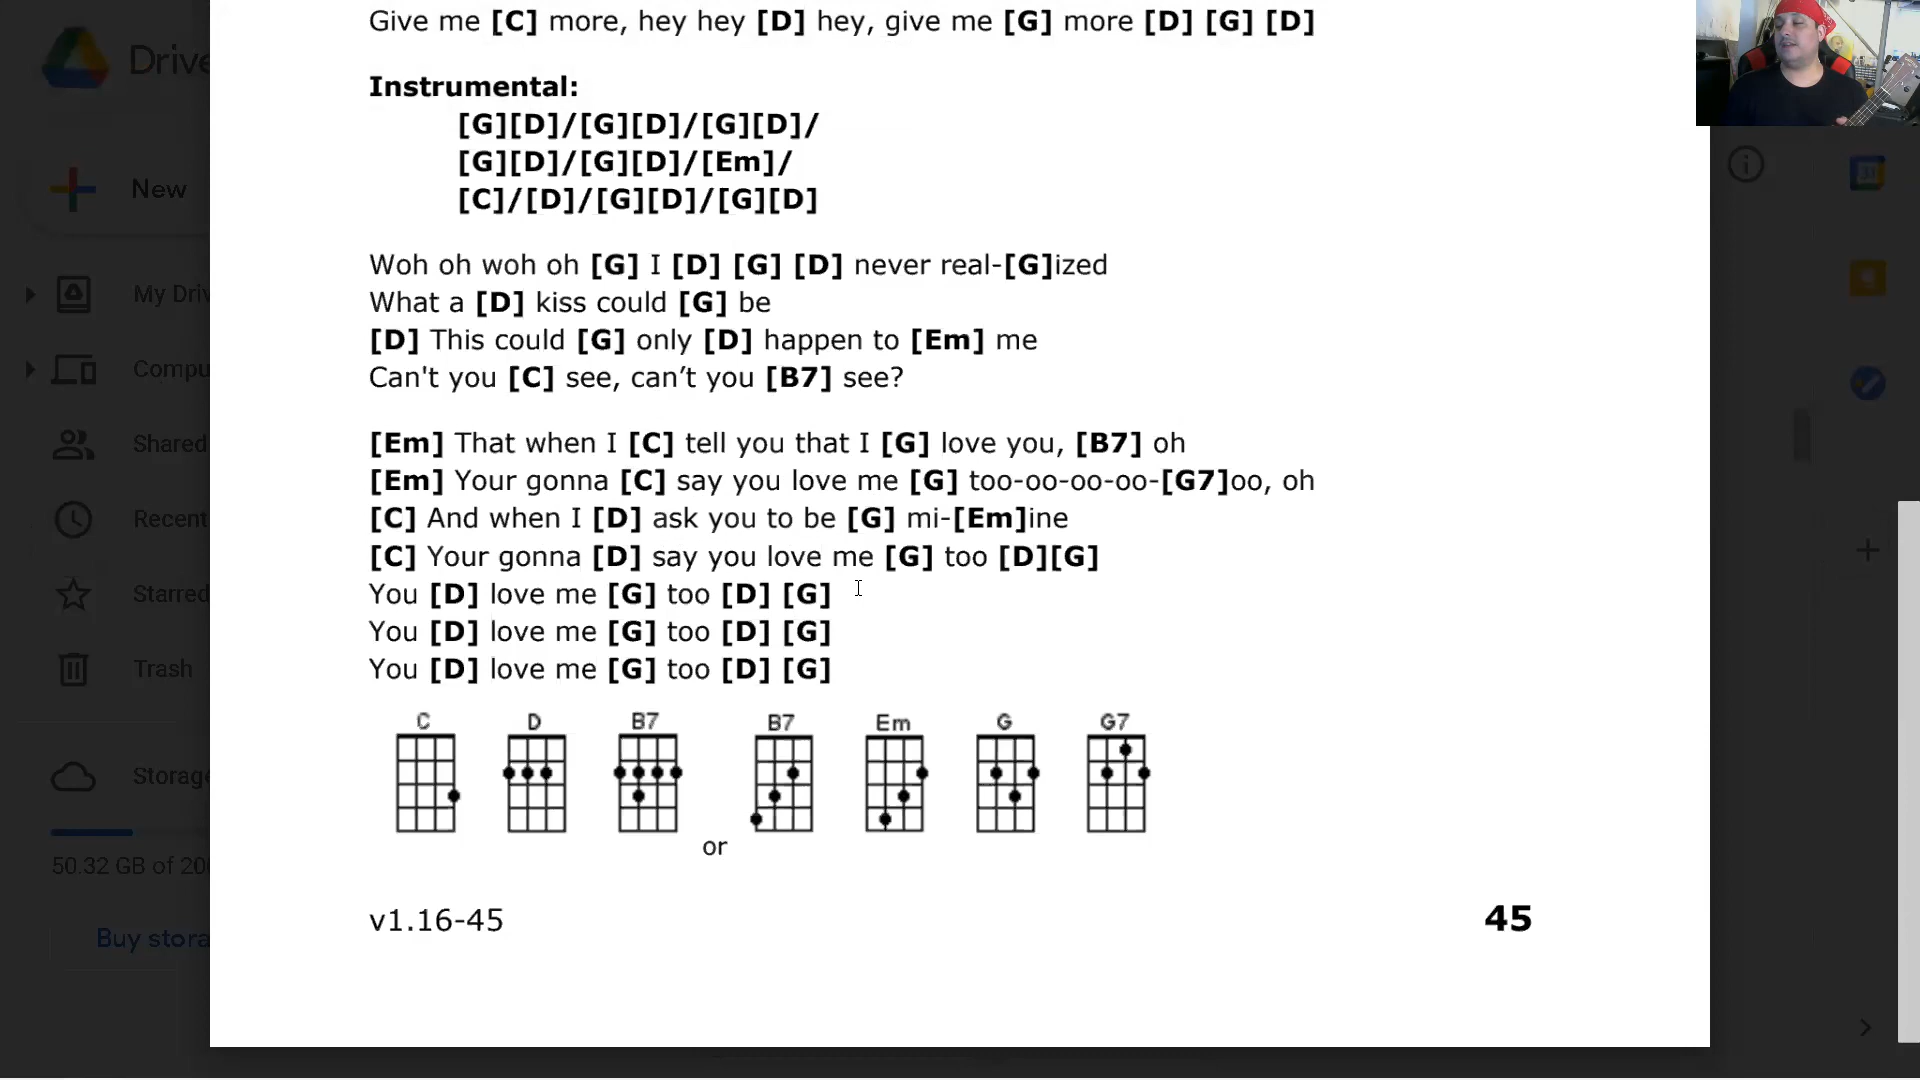 Drive
Give me [C] more, hey hey [D] hey, give me [G] more [D] [G] [D]
Instrumental:
[G][D]/[G][D]/[G][D]/
[G][D]/[G][D]/[Em]/
[C]/[D]/[G][D]/[G][D]
Woh oh woh oh [G] I [D] [G] [D] never real-[G]ized
What a [D] kiss could [G] be
[D] This could [G] only [D] happen to [Em] me
Can't you [C] see, can’t you [B7] see?
[Em] That when I [C] tell you that I [G] love you, [B7] oh
[Em] Your gonna [C] say you love me [G] too-oo-oo-oo-[G7]oo, oh
[C] And when I [D] ask you to be [G] mi-[Em]ine
[C] Your gonna [D] say you love me [G] too [D][G]
You [D] love me [G] too [D] [G]
You [D] love me [G] too [D] [G]
You [D] love me [G] too [D] [G]
C D B7 B7 Em G G7
or
v1.16-45
45
New
My Driv
Compu
Shared
Recent
Starred
Trash
Storage
50.32 GB of 20
Buy stora
31